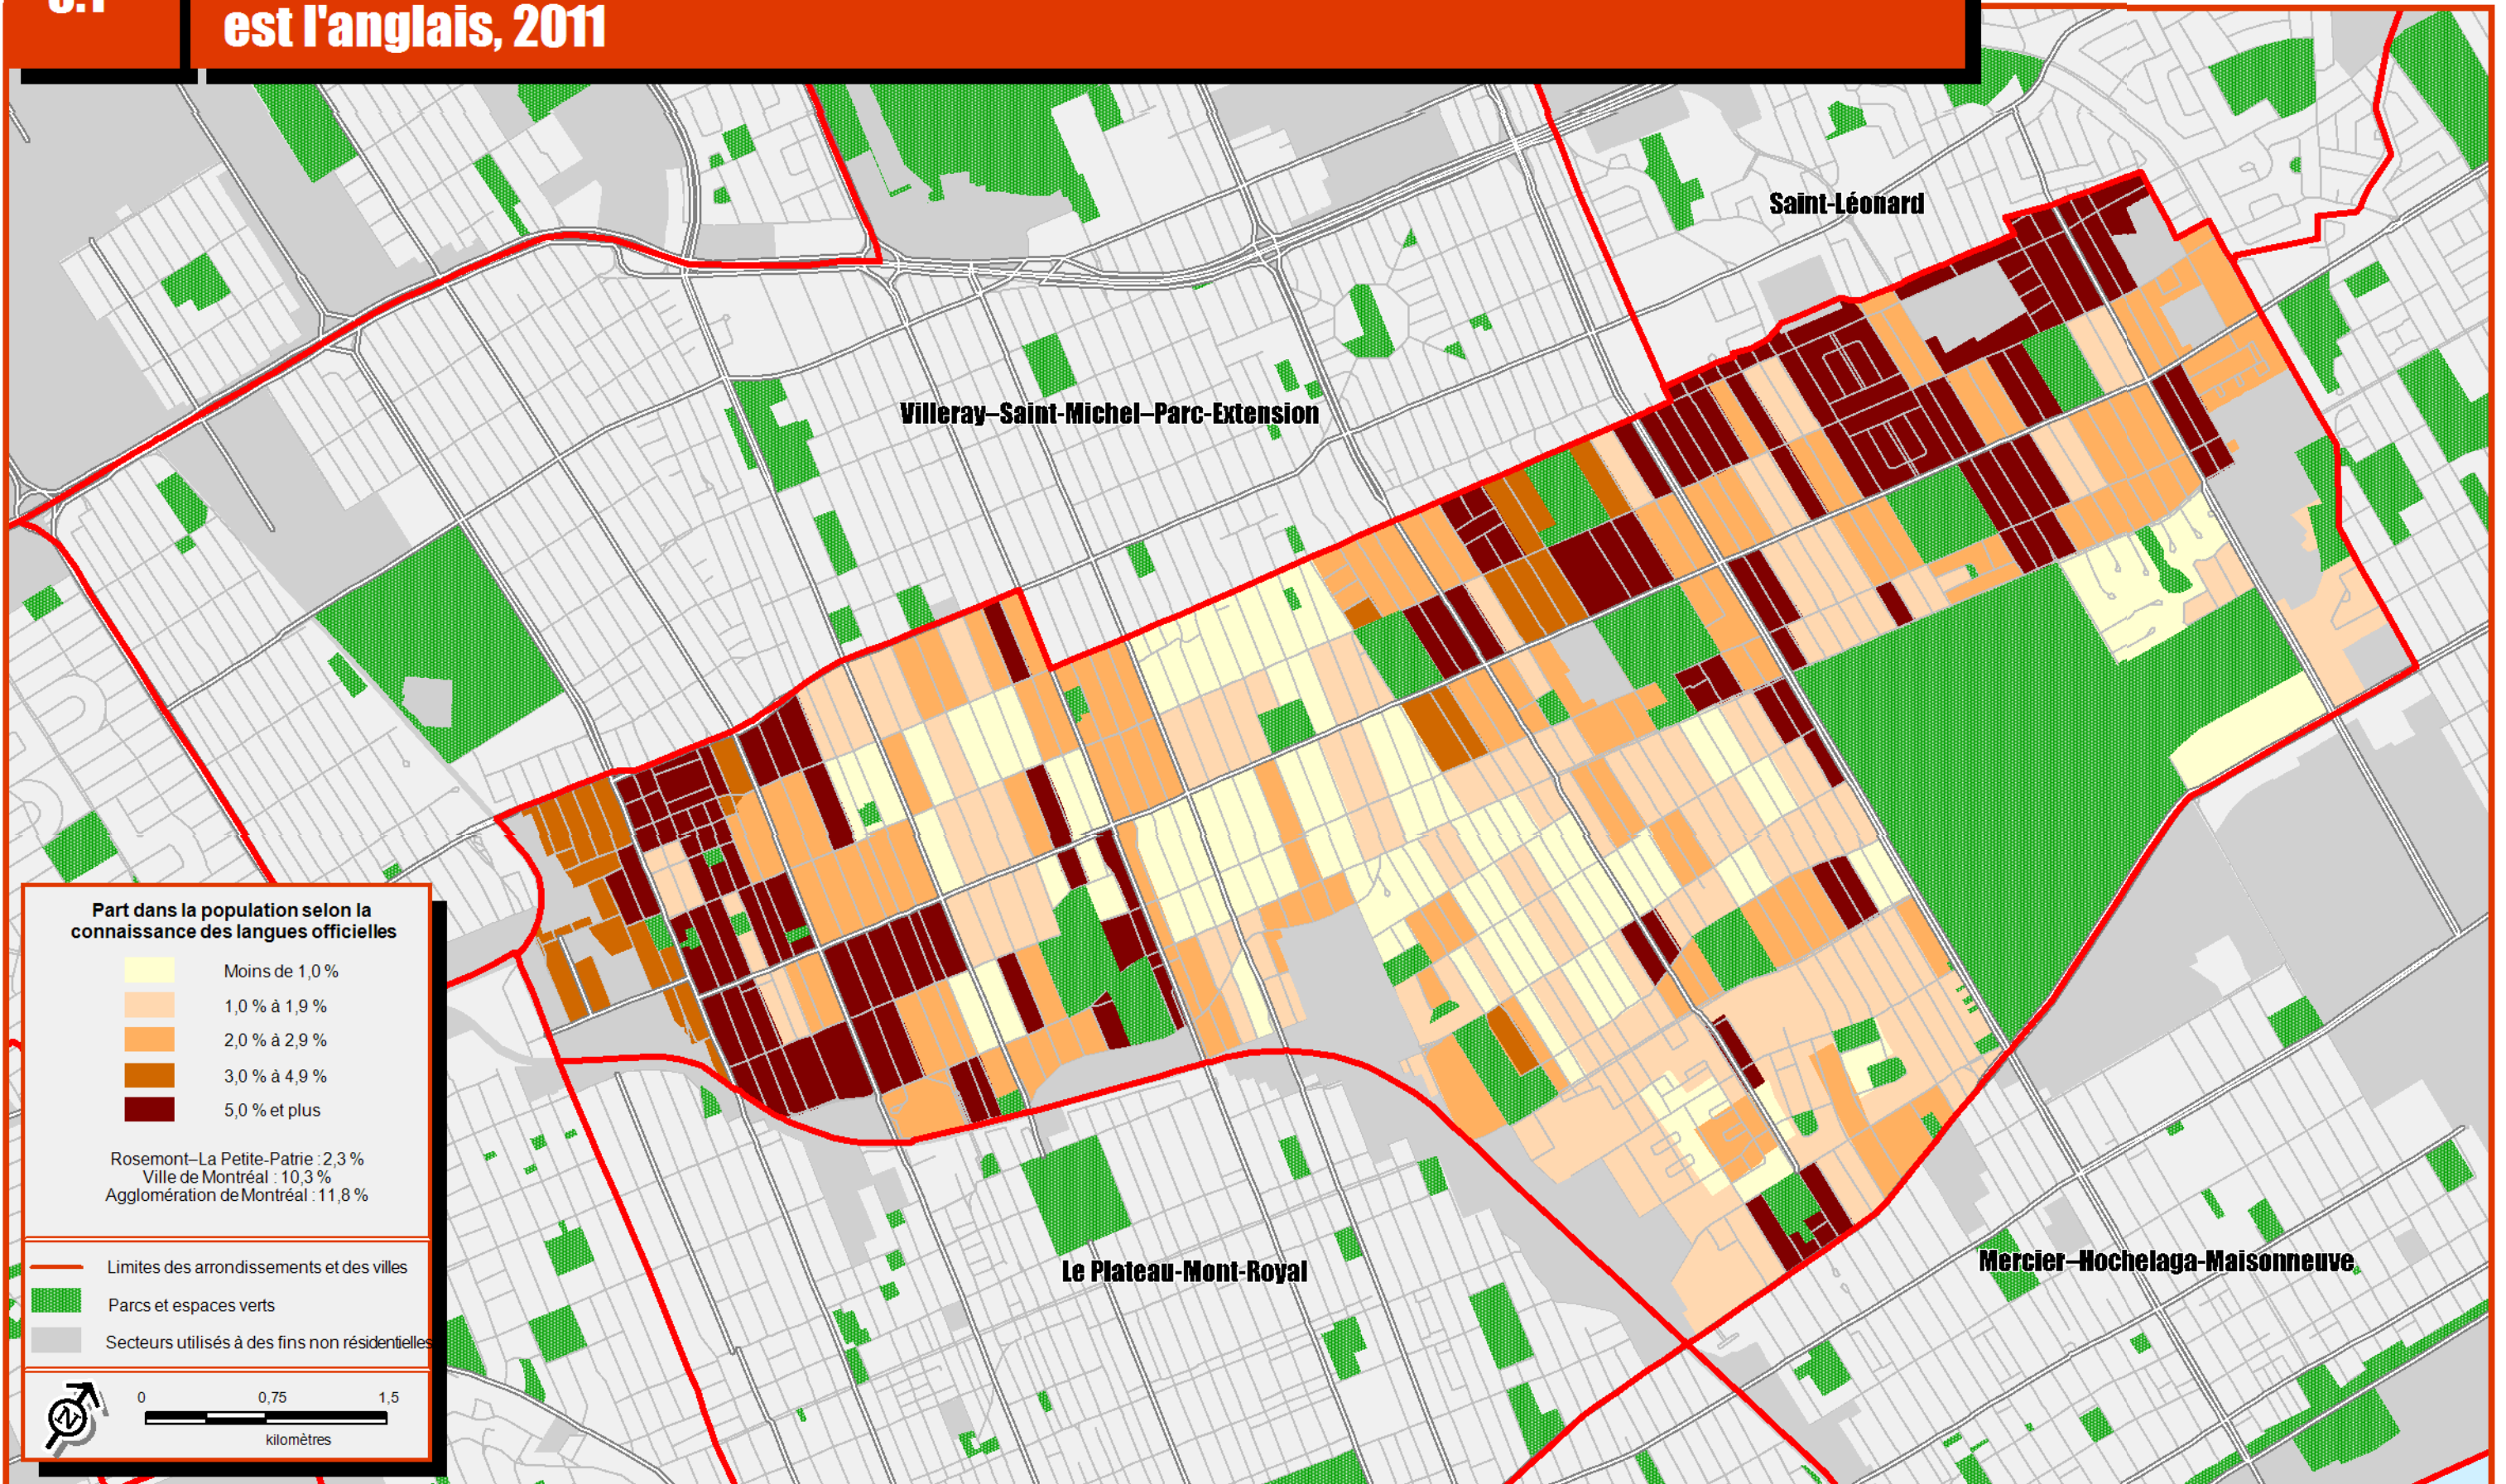 est l'anglais, 2011
Saint-Léonard
Villeray–Saint-Michel–Parc-Extension
Part dans la population selon la
connaissance des langues officielles
Moins de 1,0 %
1,0 % à 1,9 %
2,0 % à 2,9 %
3,0 % à 4,9 %
5,0 % et plus
Rosemont–La Petite-Patrie : 2,3 %
Ville de Montréal : 10,3 %
Agglomération de Montréal : 11,8 %
Limites des arrondissements et des villes
Parcs et espaces verts
Secteurs utilisés à des fins non résidentielles
N
0 0,75 1,5
kilomètres
Le Plateau-Mont-Royal
Mercier–Hochelaga-Maisonneuve